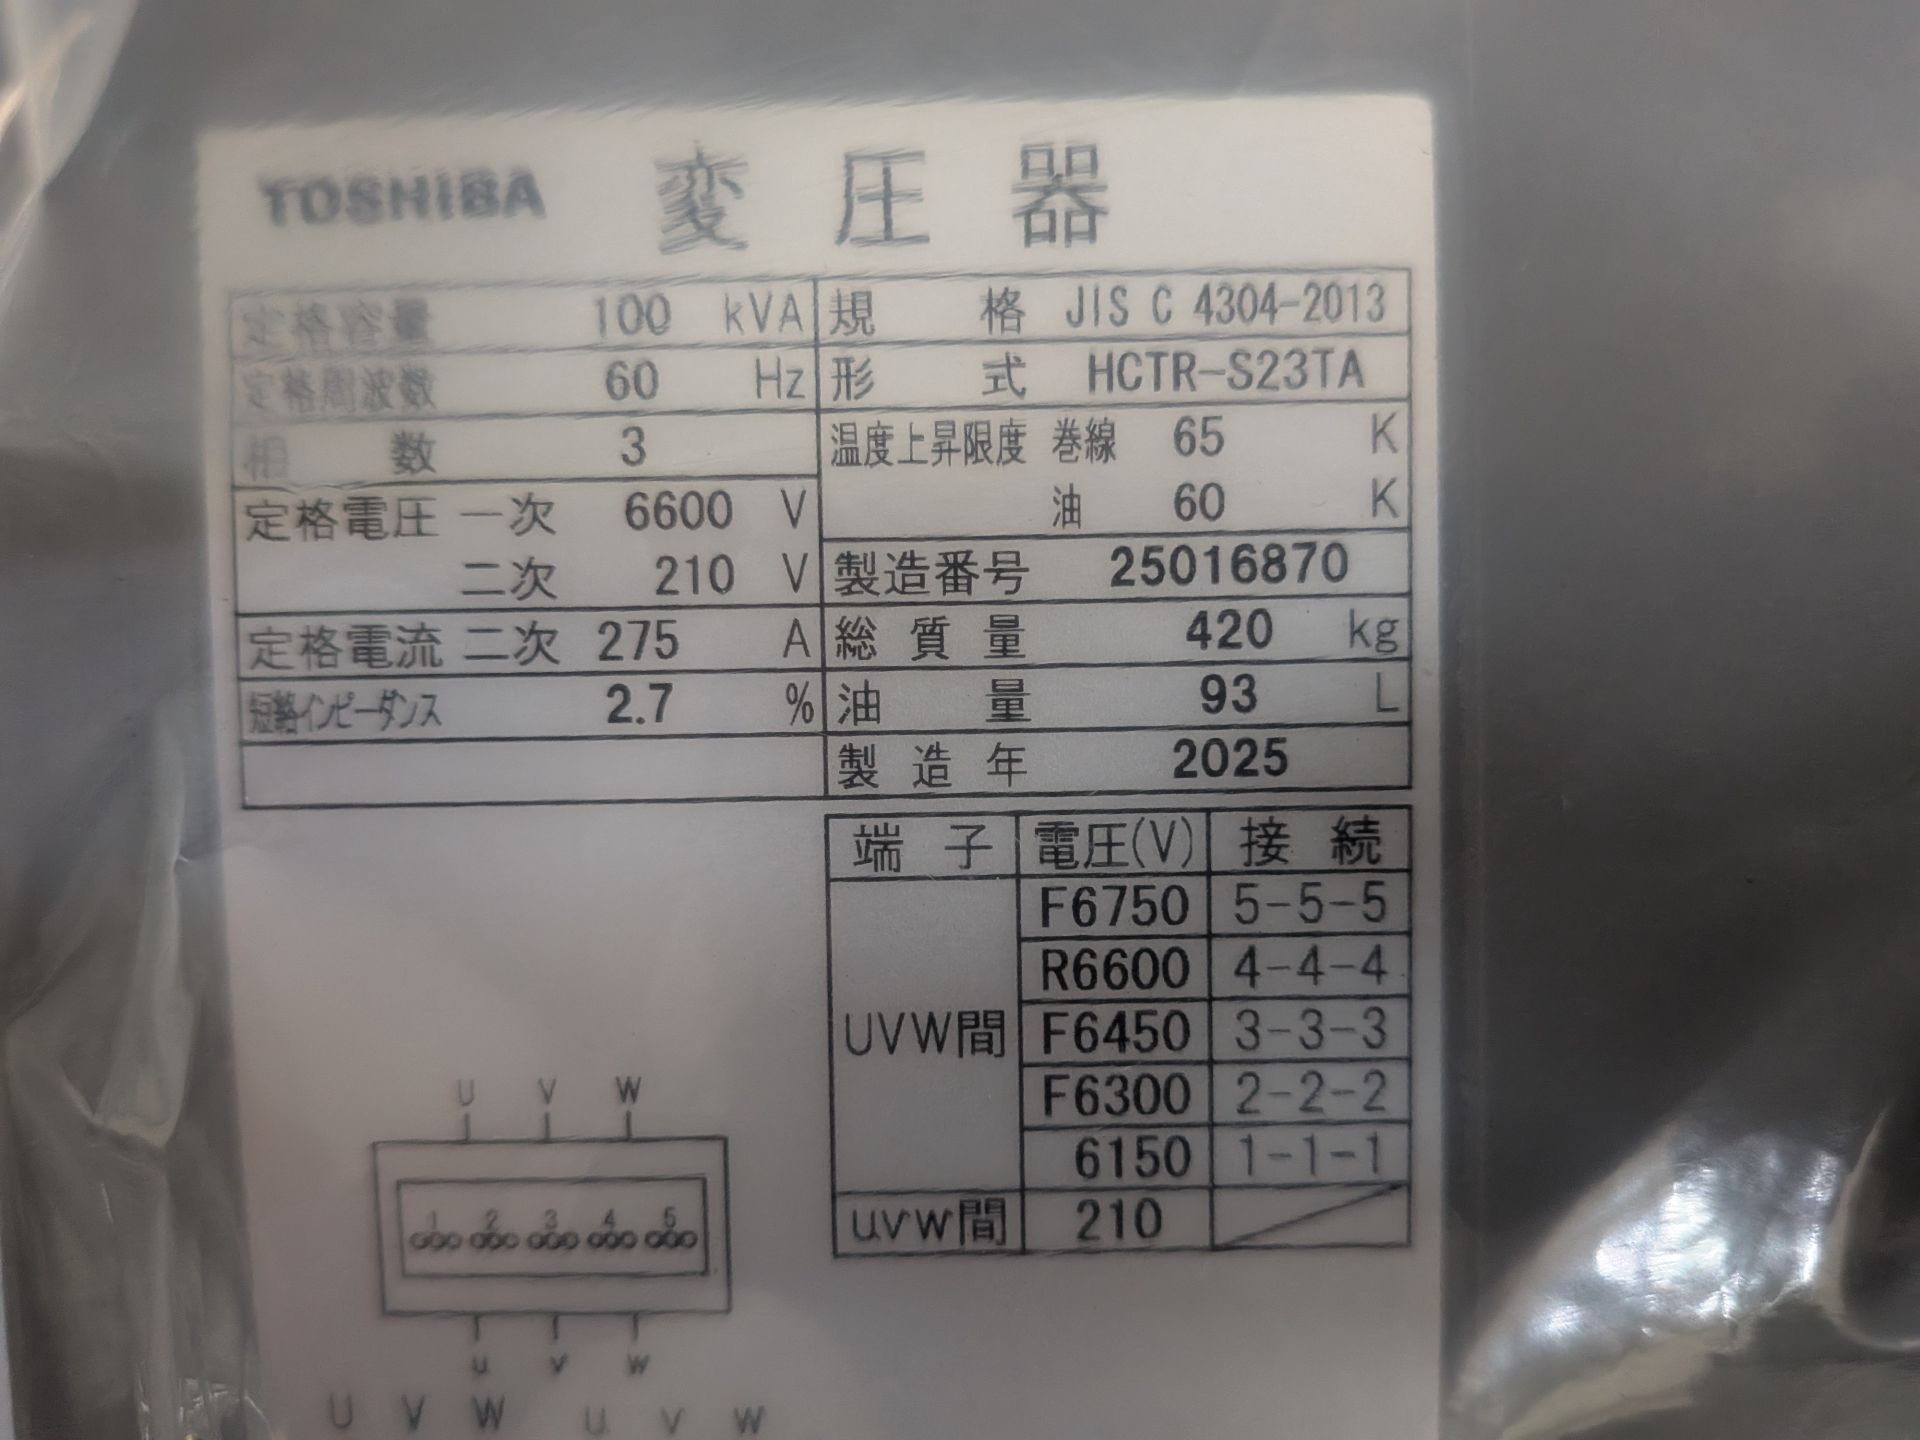 TOSHIBA 変圧器
定格容量 100 kVA
定格周波数 60 Hz
相数 3
定格電圧 一次 6600 V
二次 210 V
定格電流 二次 275 A
短絡インピーダンス 2.7 %
規格 JIS C 4304-2013
形式 HCTR-S23TA
温度上昇限度 巻線 65 K
油 60 K
製造番号 25016870
総質量 420 kg
油量 93 L
製造年 2025
端子 電圧(V) 接続
UVW間
F6750 5-5-5
R6600 4-4-4
F6450 3-3-3
F6300 2-2-2
6150 1-1-1
uvw間 210
U V W
1 2 3 4 5
u v w
U V W u v w